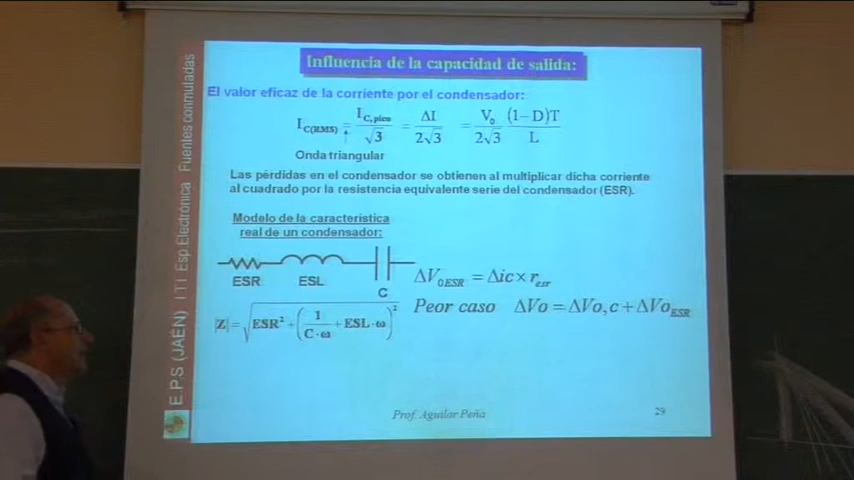 Influencia de la capacidad de salida:
El valor eficaz de la corriente por el condensador:
I_C(RMS) = I_C,pico / √3 = ΔI / 2√3 = V_0 / 2√3 (1-D)T / L
Onda triangular
Las pérdidas en el condensador se obtienen al multiplicar dicha corriente
al cuadrado por la resistencia equivalente serie del condensador (ESR).
Modelo de la característica
real de un condensador:
ESR ESL C
ΔV_0ESR = Δic × r_esr
Peor caso ΔVo = ΔVo,c + ΔVo_ESR
|Z| = √(ESR² + (1 / C·ω + ESL·ω)²)
Prof. Aguilar Peña
29
E.P.S (JAÉN) I T I Esp.Electrónica Fuentes conmuladas